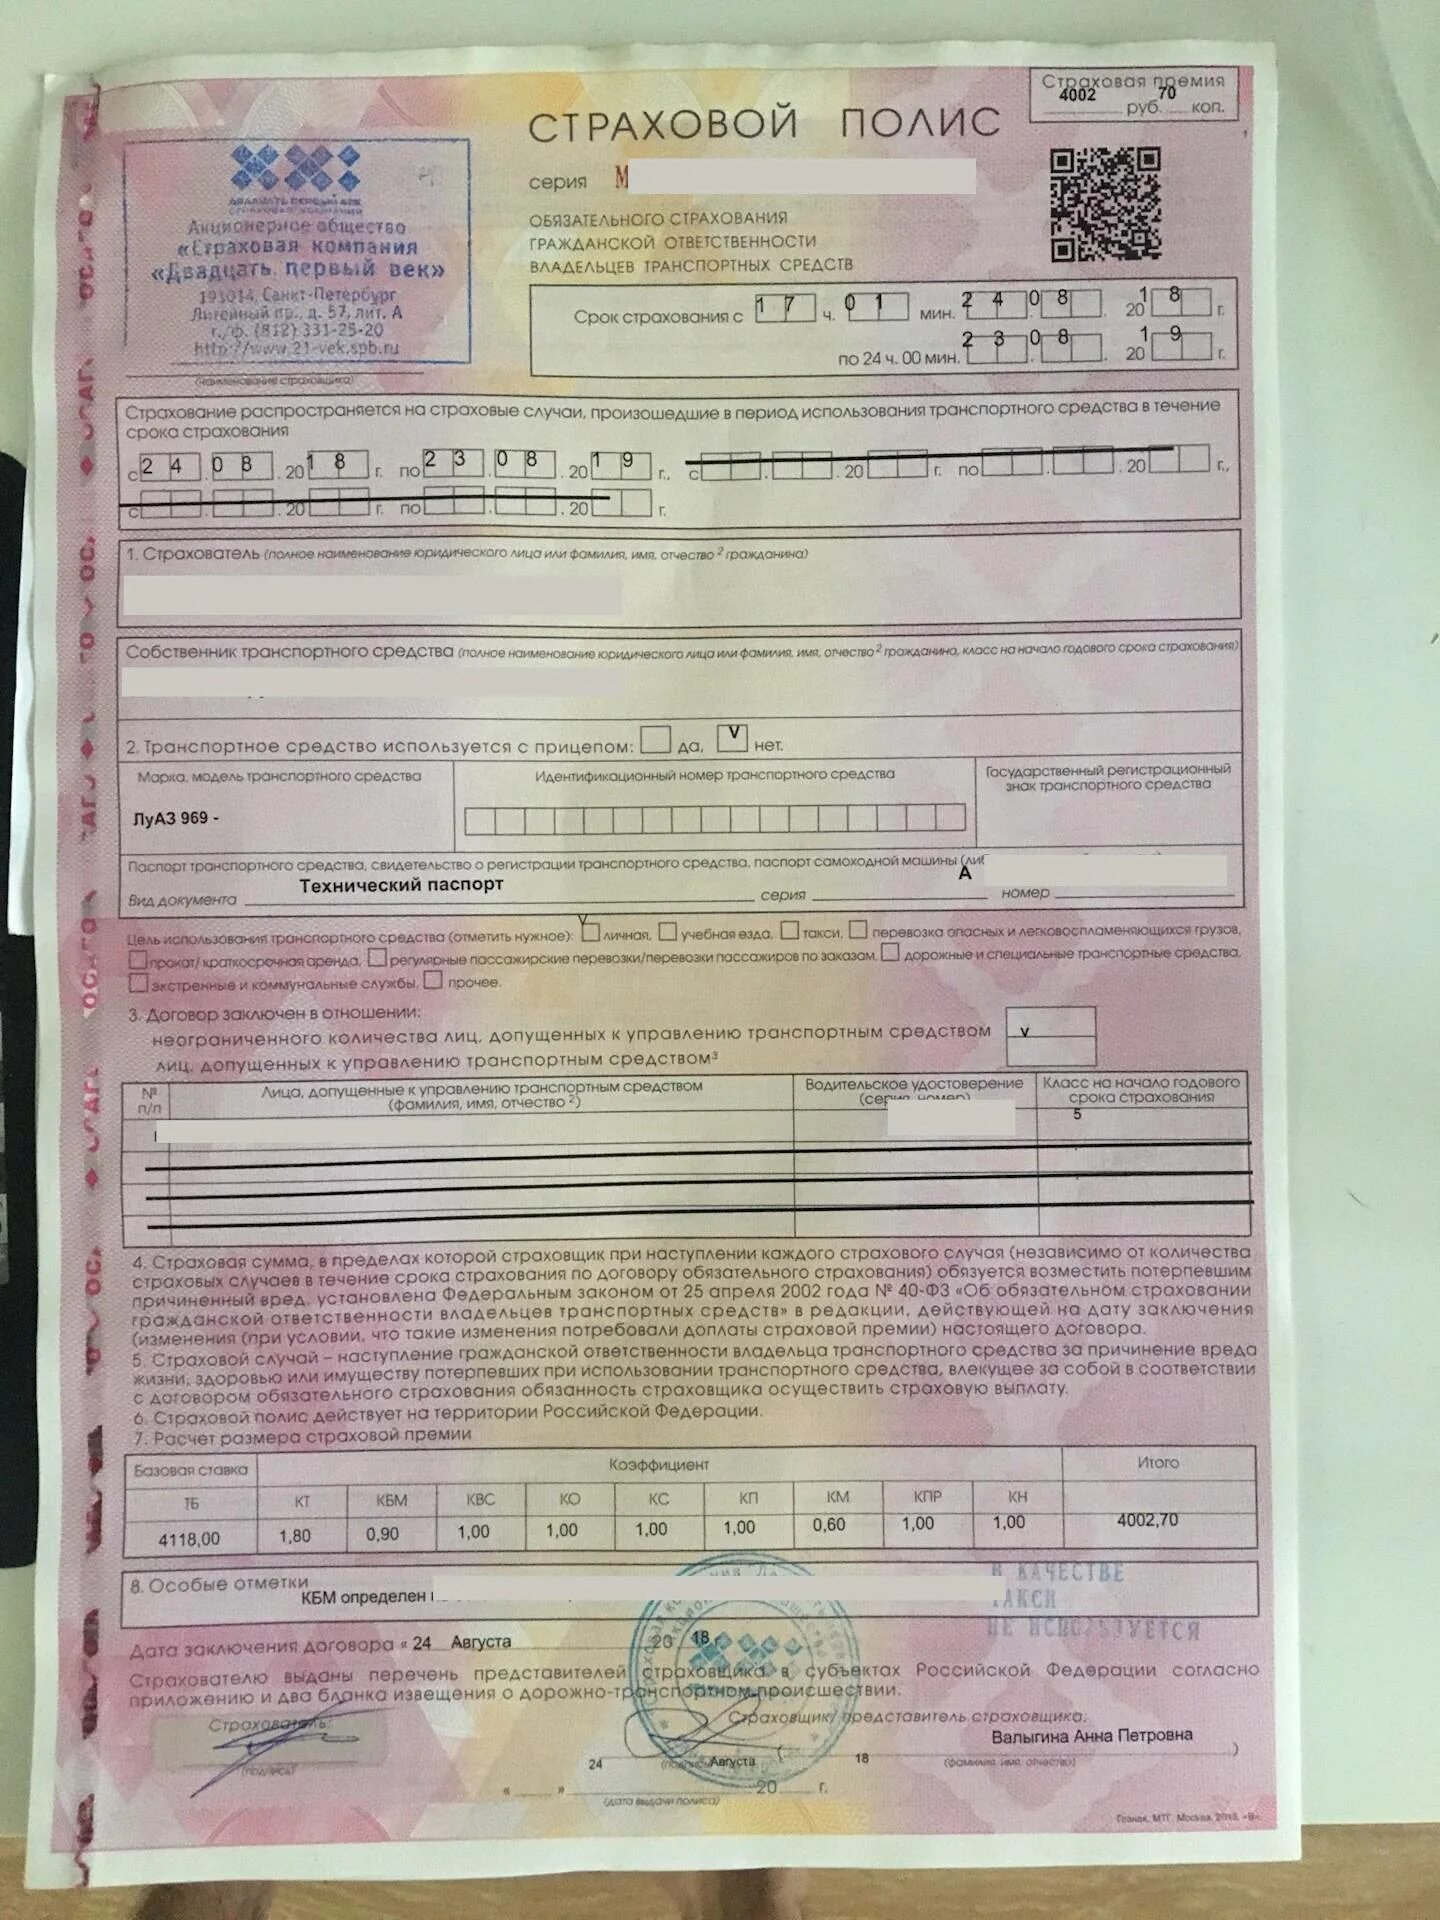 Страховая премия
4002 руб. 70 коп.
СТРАХОВОЙ ПОЛИС
серия М
ДВАДЦАТЬ ПЕРВЫЙ ВЕК
СТРАХОВАЯ КОМПАНИЯ
Акционерное общество
«Страховая компания
«Двадцать первый век»
191014, Санкт-Петербург
Литейный пр., д. 57, лит. А
т./ф. (812) 331-25-20
http://www.21-vek.spb.ru
(наименование страховщика)
ОБЯЗАТЕЛЬНОГО СТРАХОВАНИЯ
ГРАЖДАНСКОЙ ОТВЕТСТВЕННОСТИ
ВЛАДЕЛЬЦЕВ ТРАНСПОРТНЫХ СРЕДСТВ
Срок страхования с 17 ч. 01 мин. 24.08.2018 г.
по 24 ч. 00 мин. 23.08.2019 г.
Страхование распространяется на страховые случаи, произошедшие в период использования транспортного средства в течение
срока страхования
с 24.08.2018 г. по 23.08.2019 г., с . .20 г. по . .20 г.,
с . .20 г. по . .20 г.
1. Страхователь (полное наименование юридического лица или фамилия, имя, отчество 2 гражданина)
Собственник транспортного средства (полное наименование юридического лица или фамилия, имя, отчество 2 гражданина, класс на начало годового срока страхования)
2. Транспортное средство используется с прицепом: да, V нет.
Марка, модель транспортного средства
Идентификационный номер транспортного средства
Государственный регистрационный
знак транспортного средства
ЛуАЗ 969 -
Паспорт транспортного средства, свидетельство о регистрации транспортного средства, паспорт самоходной машины (ли
Вид документа Технический паспорт серия А номер
Цель использования транспортного средства (отметить нужное): V личная, учебная езда, такси, перевозка опасных и легковоспламеняющихся грузов,
прокат/краткосрочная аренда, регулярные пассажирские перевозки/перевозки пассажиров по заказам, дорожные и специальные транспортные средства,
экстренные и коммунальные службы, прочее.
3. Договор заключен в отношении:
неограниченного количества лиц, допущенных к управлению транспортным средством
v
лиц, допущенных к управлению транспортным средством3
№ п/п
Лица, допущенные к управлению транспортным средством
(фамилия, имя, отчество 2)
Водительское удостоверение
(серия, номер)
Класс на начало годового
срока страхования
5
4. Страховая сумма, в пределах которой страховщик при наступлении каждого страхового случая (независимо от количества
страховых случаев в течение срока страхования по договору обязательного страхования) обязуется возместить потерпевшим
причиненный вред, установлена Федеральным законом от 25 апреля 2002 года № 40-ФЗ «Об обязательном страховании
гражданской ответственности владельцев транспортных средств» в редакции, действующей на дату заключения
(изменения (при условии, что такие изменения потребовали доплаты страховой премии) настоящего договора.
5. Страховой случай – наступление гражданской ответственности владельца транспортного средства за причинение вреда
жизни, здоровью или имуществу потерпевших при использовании транспортного средства, влекущее за собой в соответствии
с договором обязательного страхования обязанность страховщика осуществить страховую выплату.
6. Страховой полис действует на территории Российской Федерации.
7. Расчет размера страховой премии
Базовая ставка Коэффициент Итого
ТБ КТ КБМ КВС КО КС КП КМ КПР КН
4118,00 1,80 0,90 1,00 1,00 1,00 1,00 0,60 1,00 1,00 4002,70
8. Особые отметки
КБМ определен
В КАЧЕСТВЕ
ТАКСИ
НЕ ИСПОЛЬЗУЕТСЯ
Дата заключения договора « 24 Августа 20 18 г.
Страхователю выданы перечень представителей страховщика в субъектах Российской Федерации согласно
приложению и два бланка извещения о дорожно-транспортном происшествии.
Страхователь:
(подпись)
Страховщик/представитель страховщика:
Валыгина Анна Петровна
(подпись)
(фамилия, имя, отчество)
24 Августа 18
« » 20 г.
(дата выдачи полиса)
Гознак, МТГ, Москва, 2018, «В».